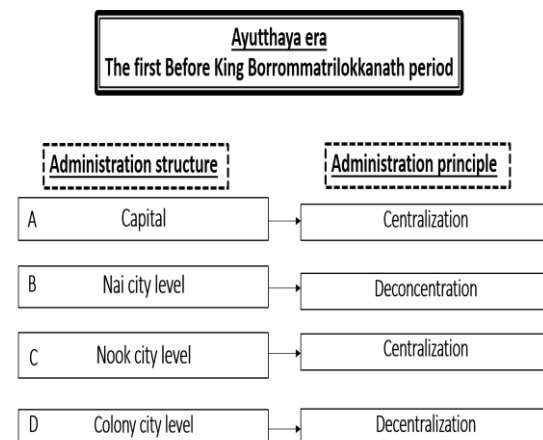 Ayutthaya era
The first Before King Borrommatrilokkanath period
Administration structure
Administration principle
A Capital
Centralization
B Nai city level
Deconcentration
C Nook city level
Centralization
D Colony city level
Decentralization